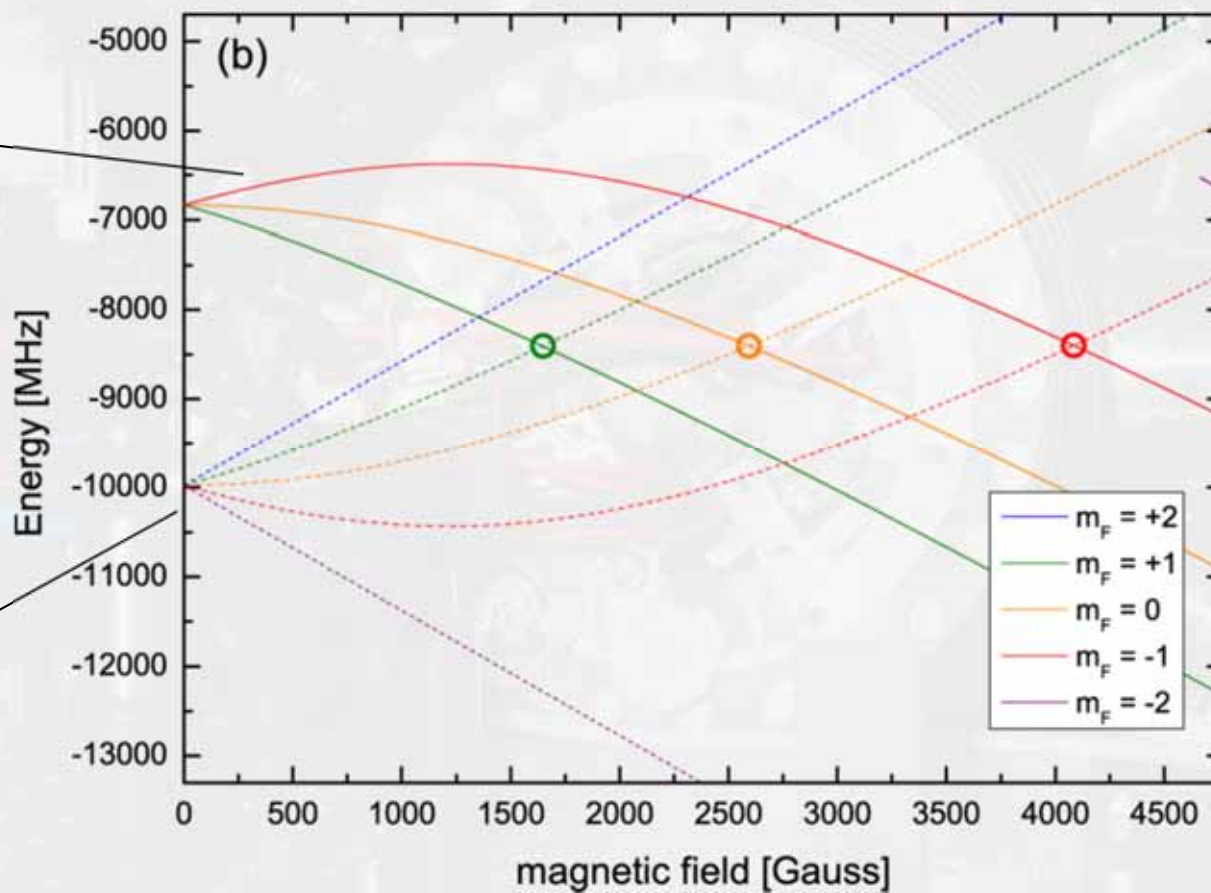 (b)
-5000
-6000
-7000
-8000
-9000
-10000
-11000
-12000
-13000
Energy [MHz]
0 500 1000 1500 2000 2500 3000 3500 4000 4500
magnetic field [Gauss]
m_F = +2
m_F = +1
m_F = 0
m_F = -1
m_F = -2